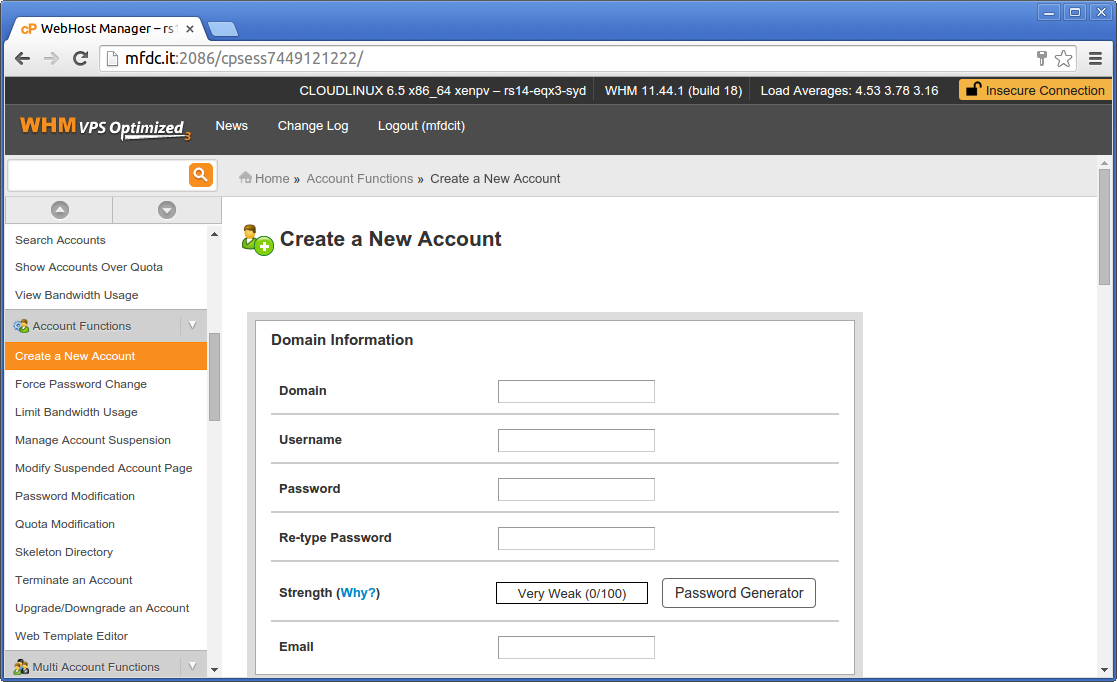 cP WebHost Manager – rs1
mfdc.it:2086/cpsess7449121222/
CLOUDLINUX 6.5 x86_64 xenpv – rs14-eqx3-syd WHM 11.44.1 (build 18) Load Averages: 4.53 3.78 3.16 Insecure Connection
WHM VPS Optimized 3 News Change Log Logout (mfdcit)
Home » Account Functions » Create a New Account
Search Accounts
Show Accounts Over Quota
View Bandwidth Usage
Account Functions
Create a New Account
Force Password Change
Limit Bandwidth Usage
Manage Account Suspension
Modify Suspended Account Page
Password Modification
Quota Modification
Skeleton Directory
Terminate an Account
Upgrade/Downgrade an Account
Web Template Editor
Multi Account Functions
Create a New Account
Domain Information
Domain
Username
Password
Re-type Password
Strength (Why?) Very Weak (0/100) Password Generator
Email